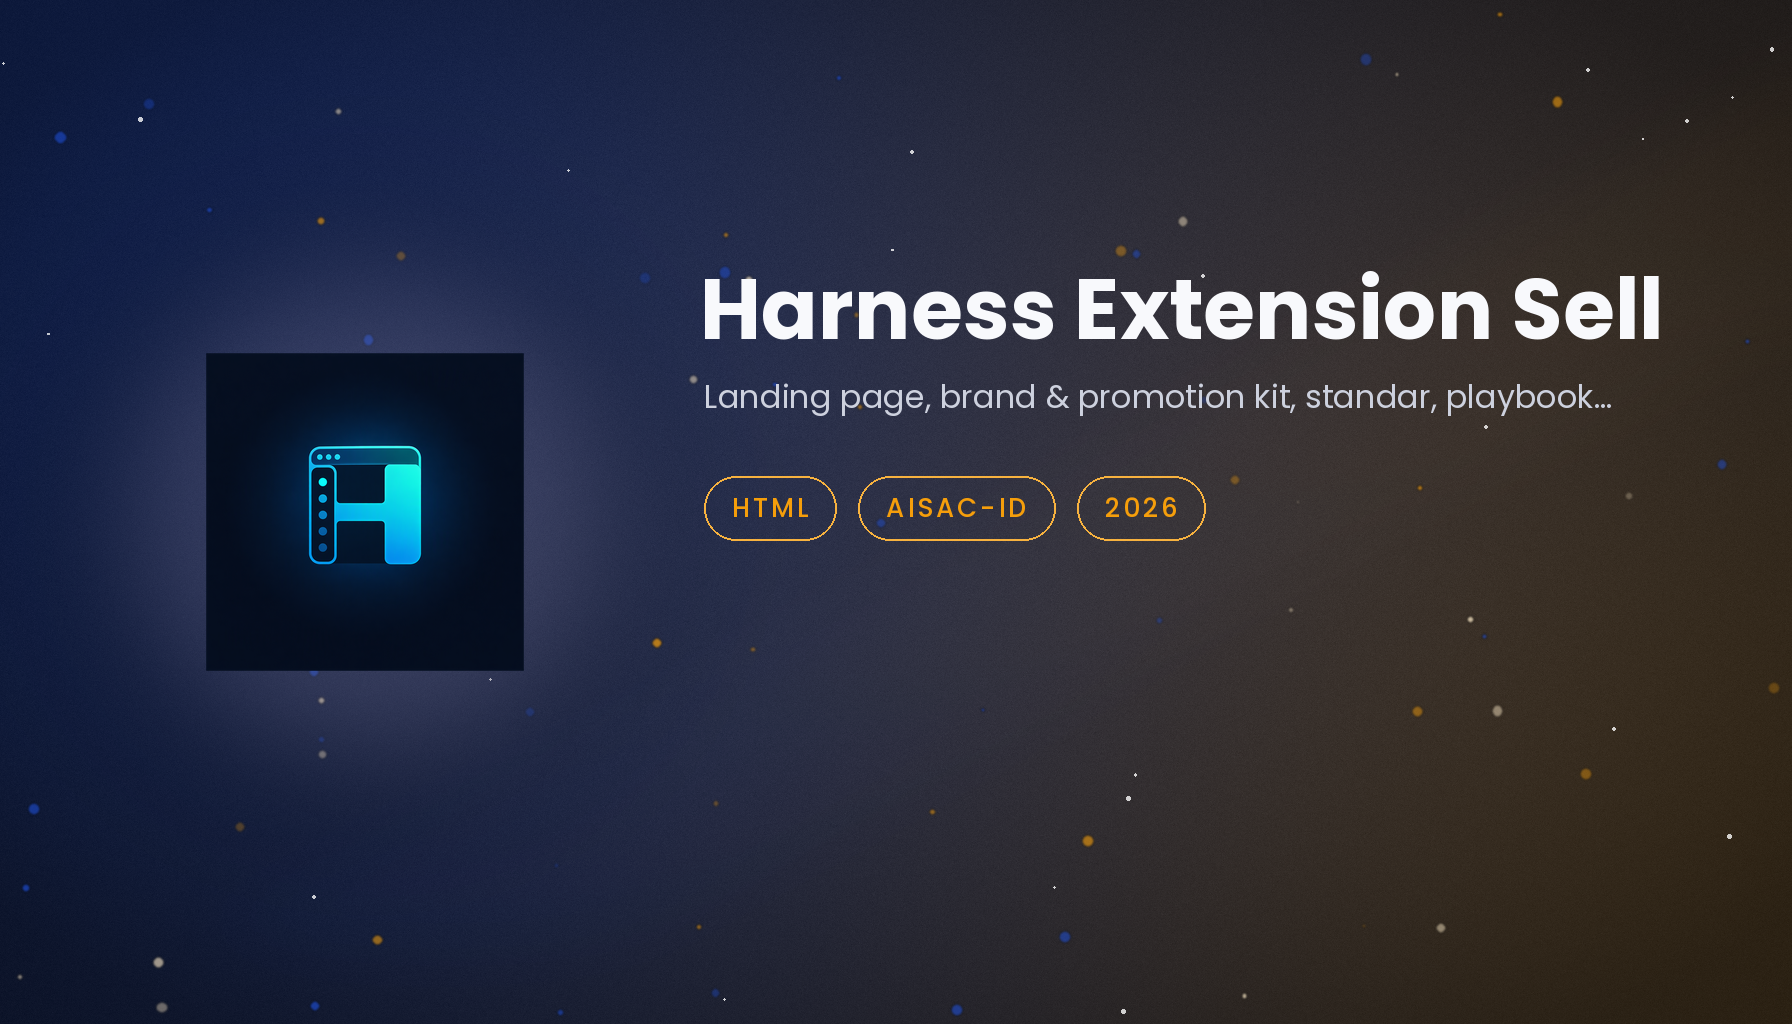 Harness Extension Sell
Landing page, brand & promotion kit, standar, playbook...
HTML
AISAC-ID
2026